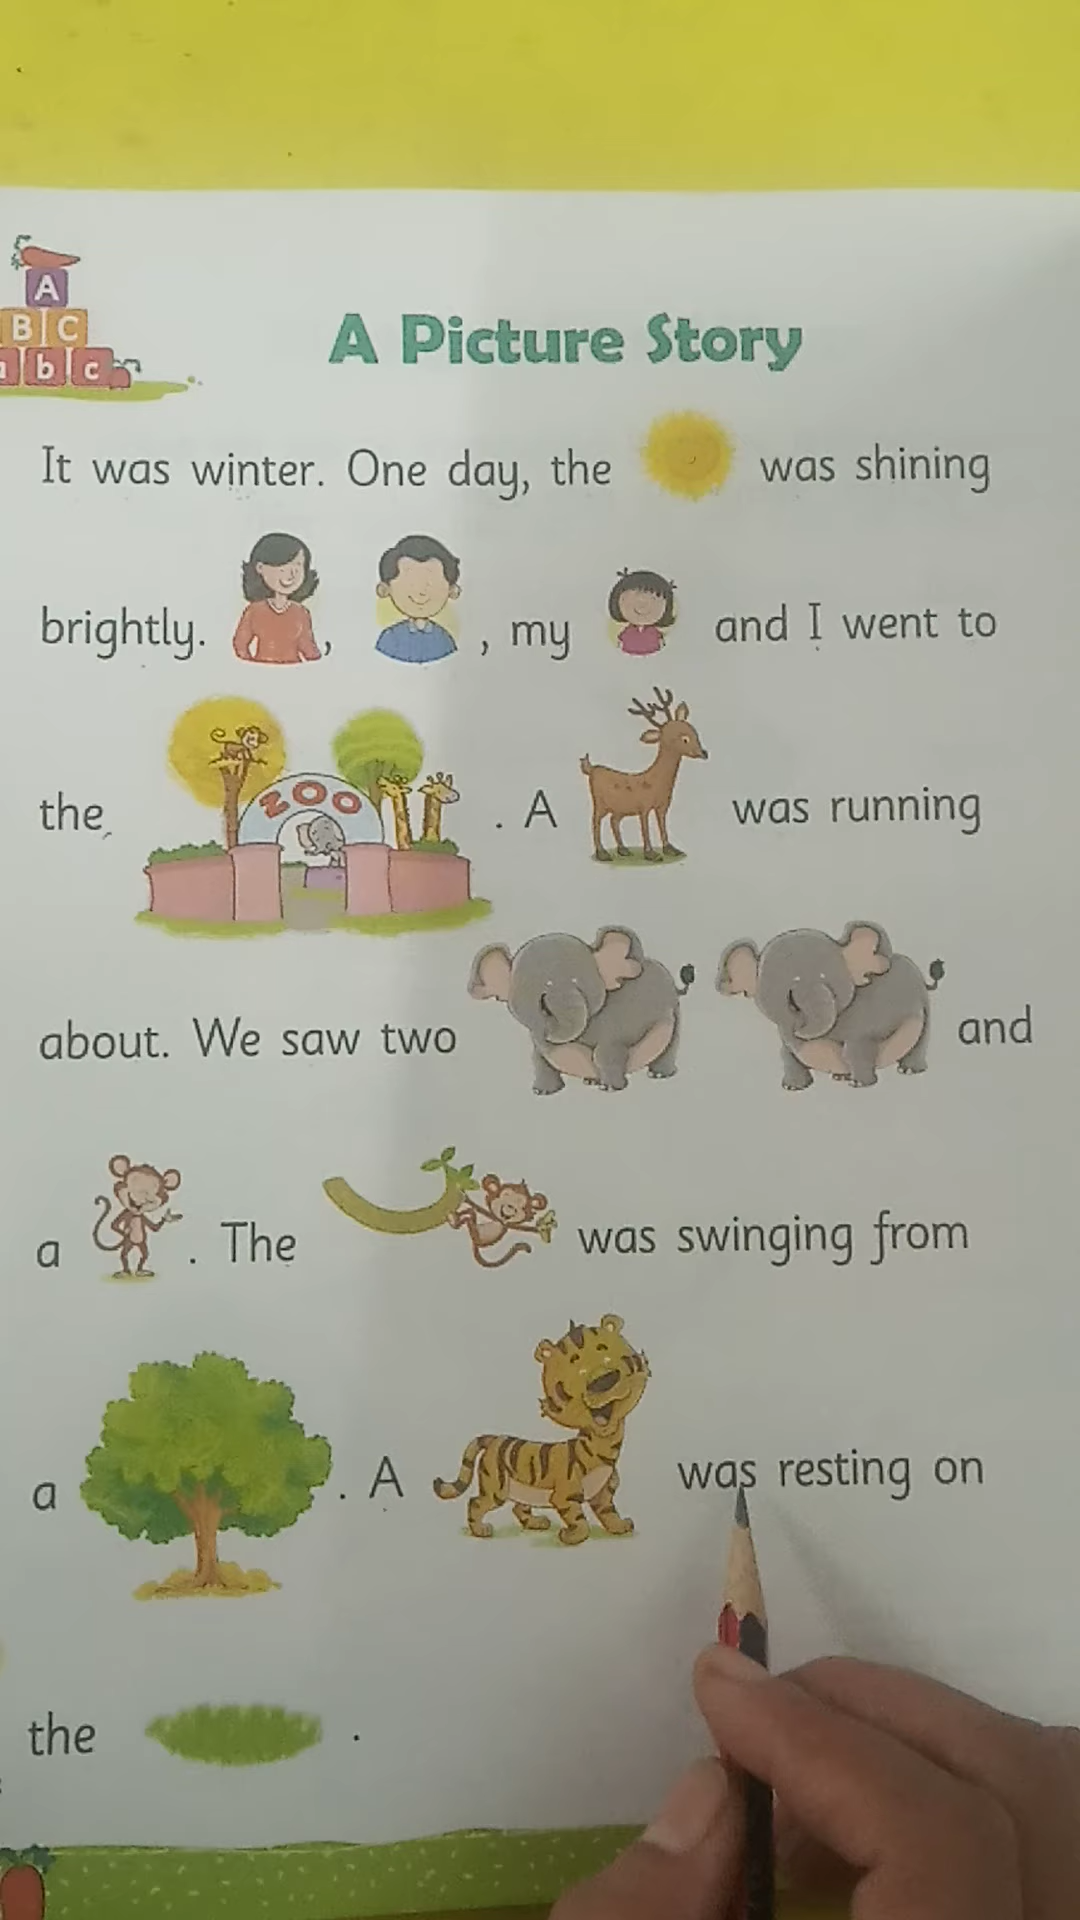 A
B C
b c
A Picture Story
It was winter. One day, the was shining
brightly. , , my and I went to
the ZOO . A was running
about. We saw two and
a . The was swinging from
a . A was resting on
the .